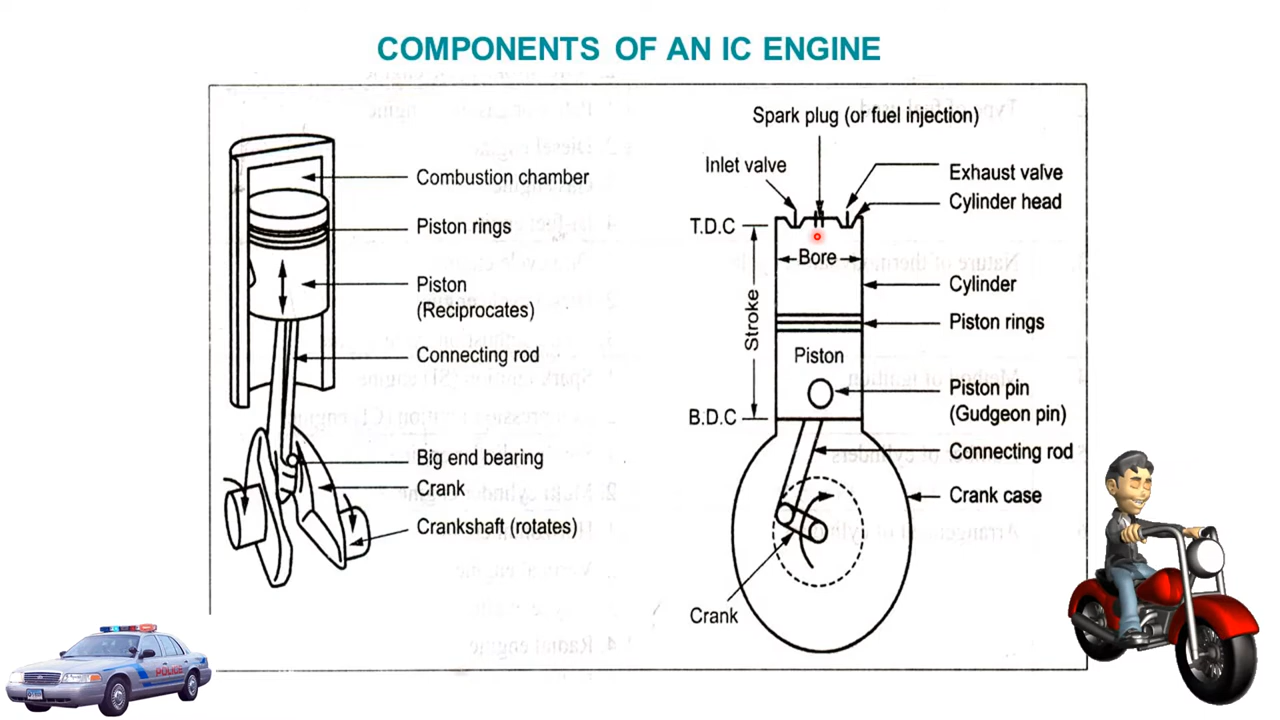 COMPONENTS OF AN IC ENGINE
Combustion chamber
Piston rings
Piston
(Reciprocates)
Connecting rod
Big end bearing
Crank
Crankshaft (rotates)
Spark plug (or fuel injection)
Inlet valve
Exhaust valve
Cylinder head
T.D.C
Bore
Stroke
Cylinder
Piston rings
Piston
Piston pin
(Gudgeon pin)
B.D.C
Connecting rod
Crank case
Crank
POLICE